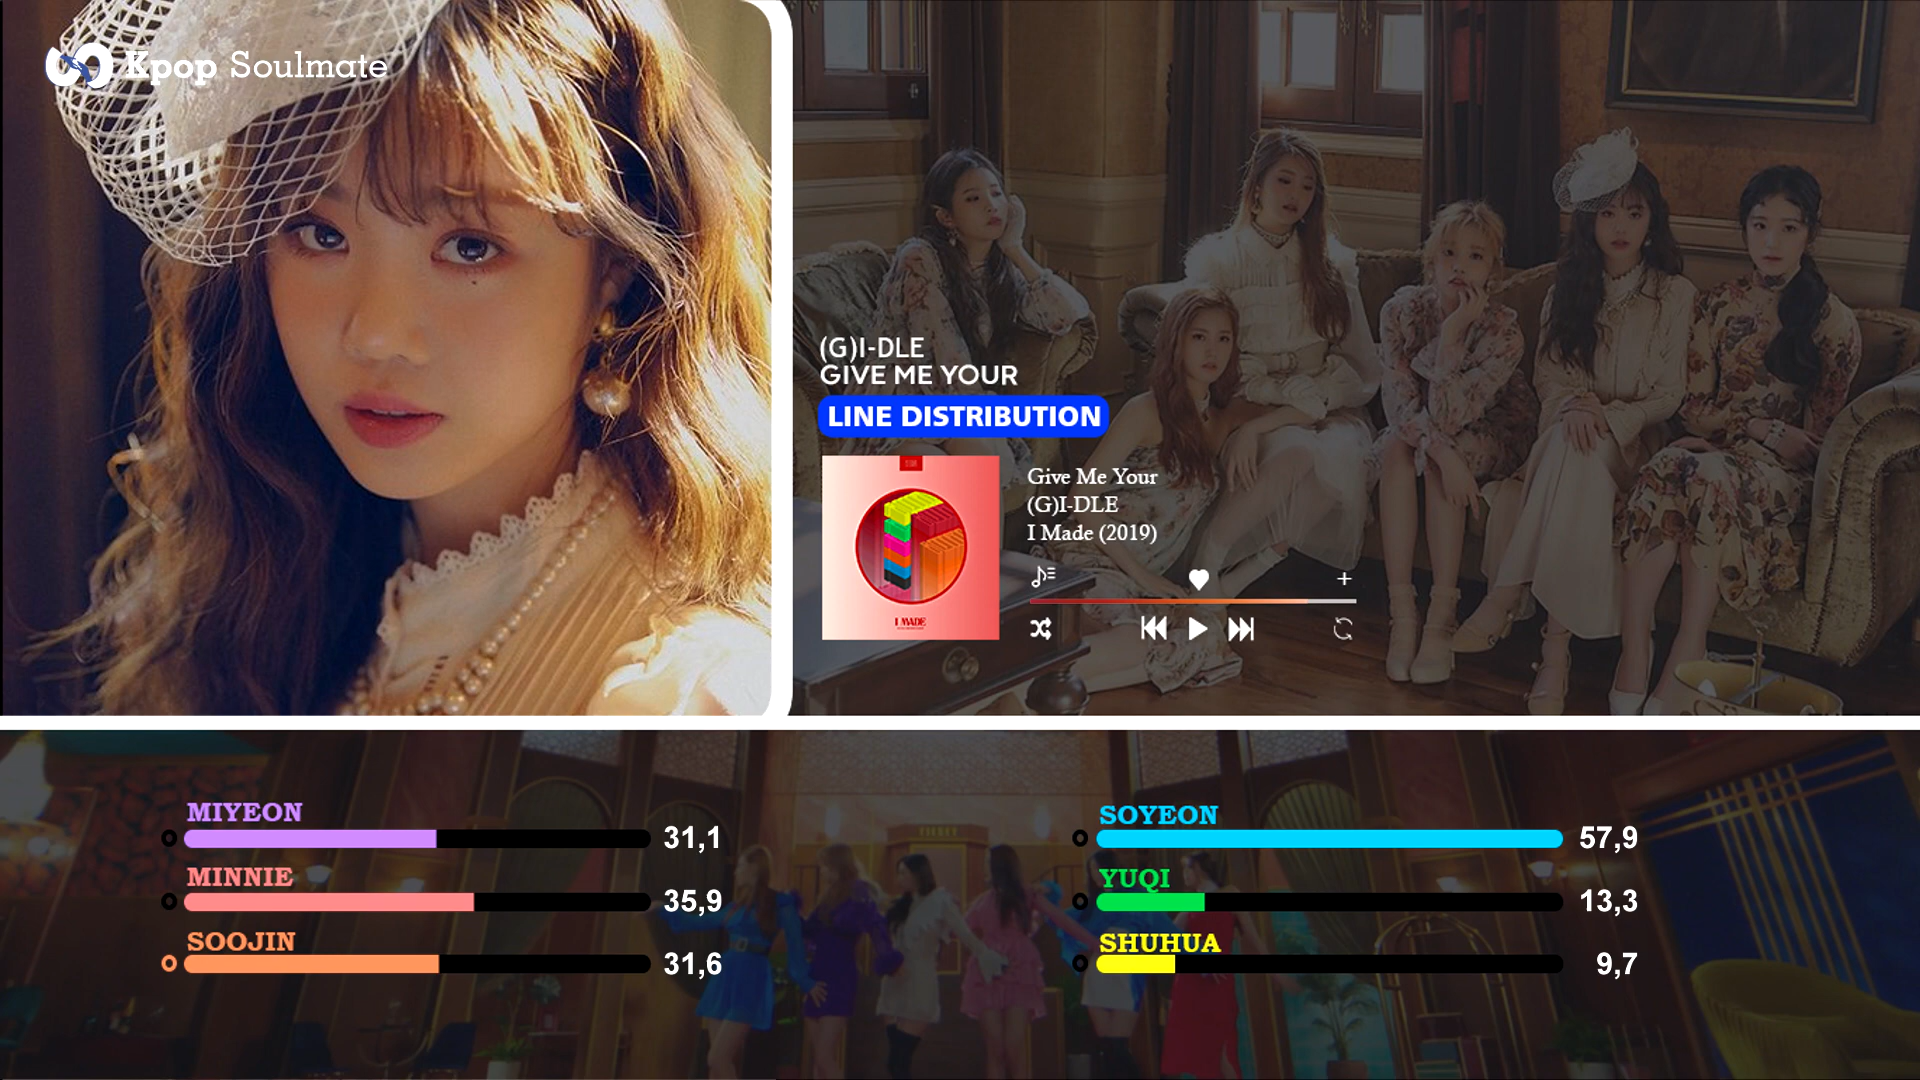 Kpop Soulmate
(G)I-DLE
GIVE ME YOUR
LINE DISTRIBUTION
I MADE
Give Me Your
(G)I-DLE
I Made (2019)
MIYEON
31,1
MINNIE
35,9
SOOJIN
31,6
SOYEON
57,9
YUQI
13,3
SHUHUA
9,7